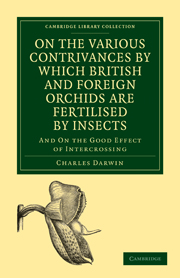 CAMBRIDGE LIBRARY COLLECTION
ON THE VARIOUS
CONTRIVANCES BY
WHICH BRITISH
AND FOREIGN
ORCHIDS ARE
FERTILISED
BY INSECTS
And On the Good Effect
of Intercrossing
Charles Darwin
CAMBRIDGE